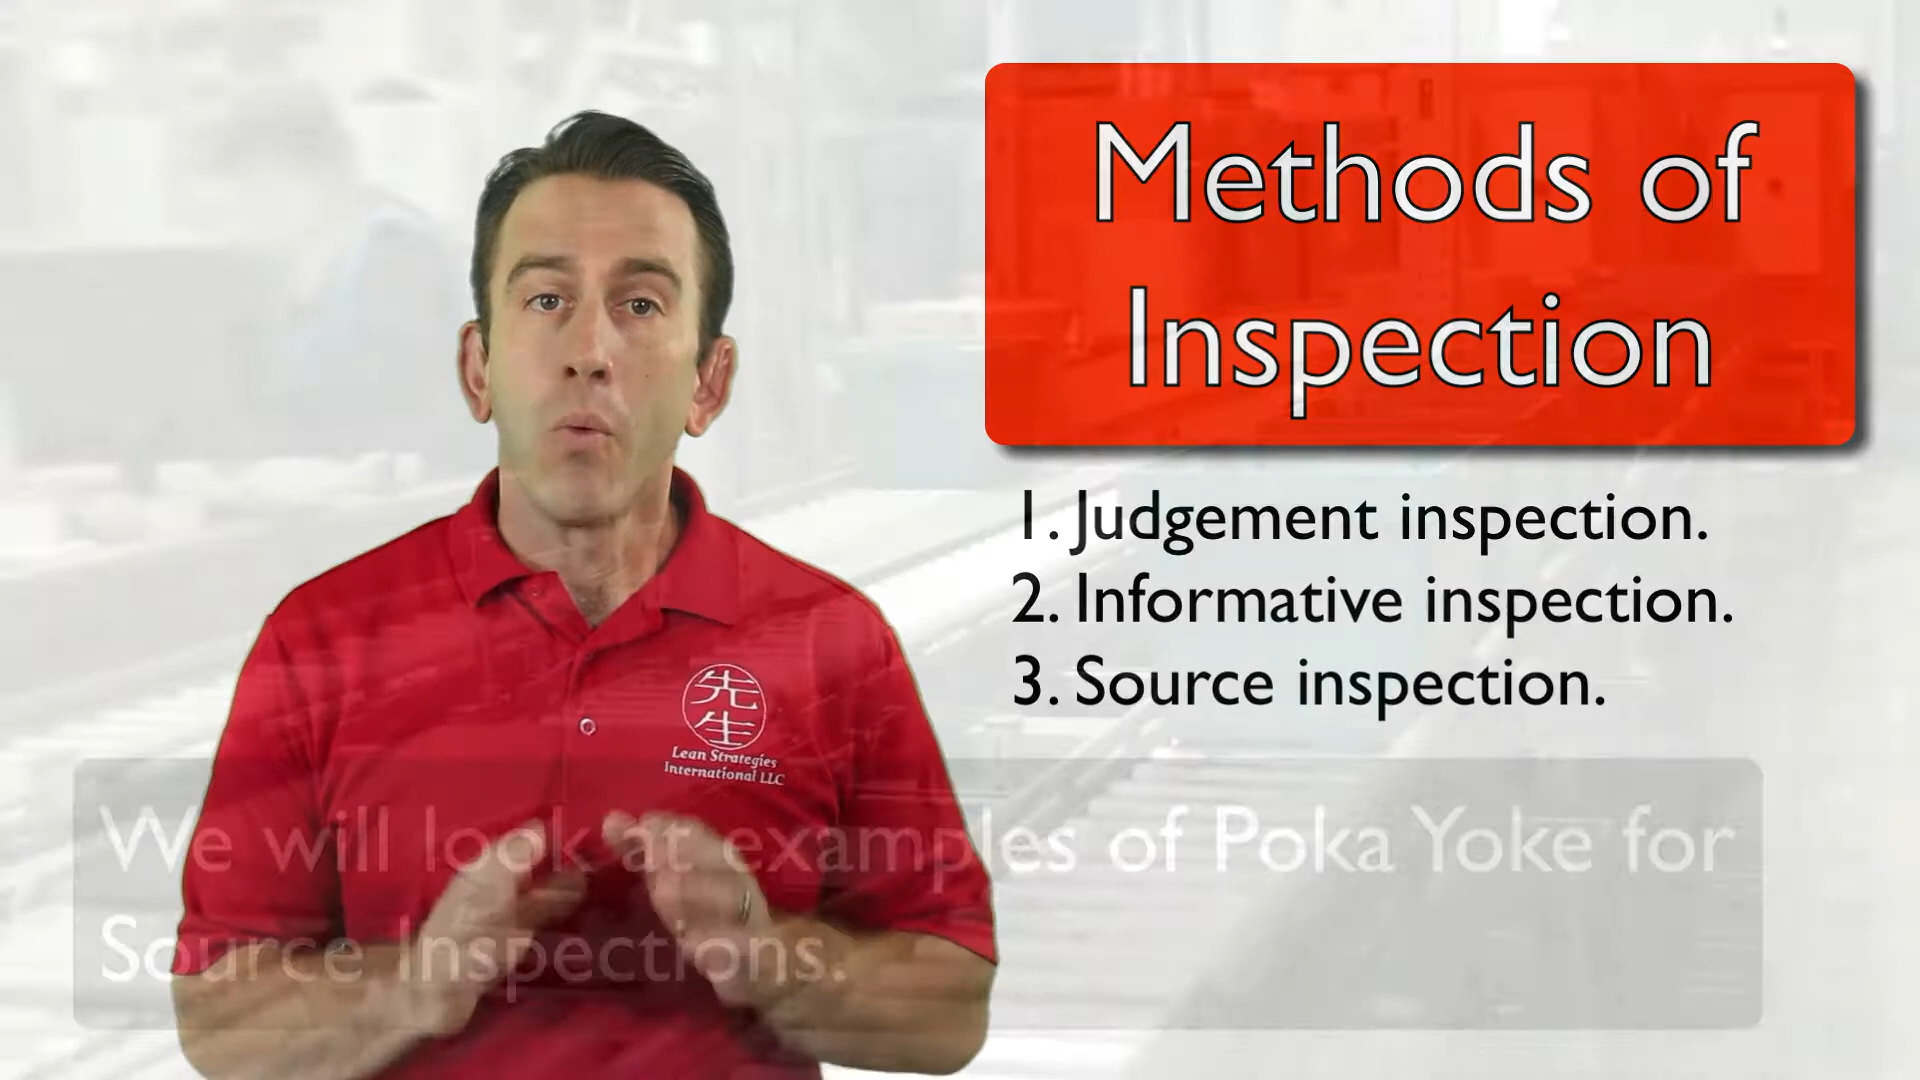 Methods of
Inspection
1. Judgement inspection.
2. Informative inspection.
3. Source inspection.
先
生
Lean Strategies
International LLC
We will look at examples of Poka Yoke for
Source Inspections.